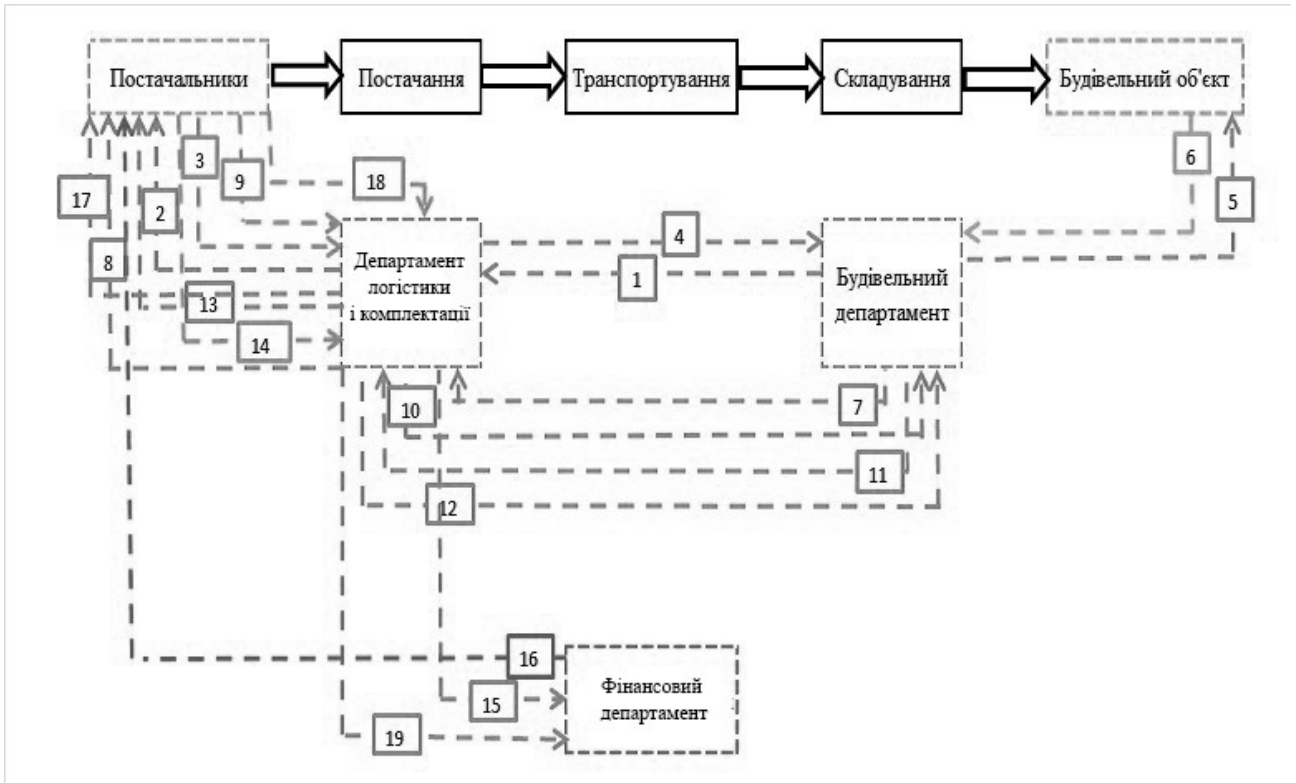 Постачальники
Постачання
Транспортування
Складування
Будівельний об'єкт
3
6
9
18
17
2
5
4
8
1
Департамент
логістики
і комплектації
Будівельний
департамент
13
14
10
7
11
12
16
Фінансовий
департамент
15
19